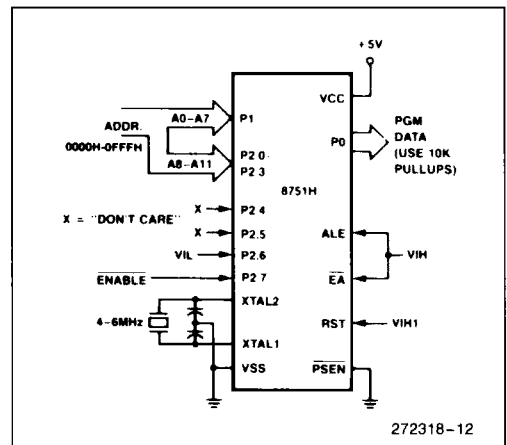 +5V
VCC
A0-A7
P1
ADDR.
0000H-0FFFH
P0
PGM
DATA
(USE 10K
PULLUPS)
P2 0-
P2 3
A8-A11
8751H
X
P2 4
X = "DON'T CARE"
X
P2.5
ALE
VIL
P2.6
VIH
ENABLE
P2 7
EA
XTAL2
4-6MHz
RST
VIH1
XTAL1
VSS
PSEN
272318-12